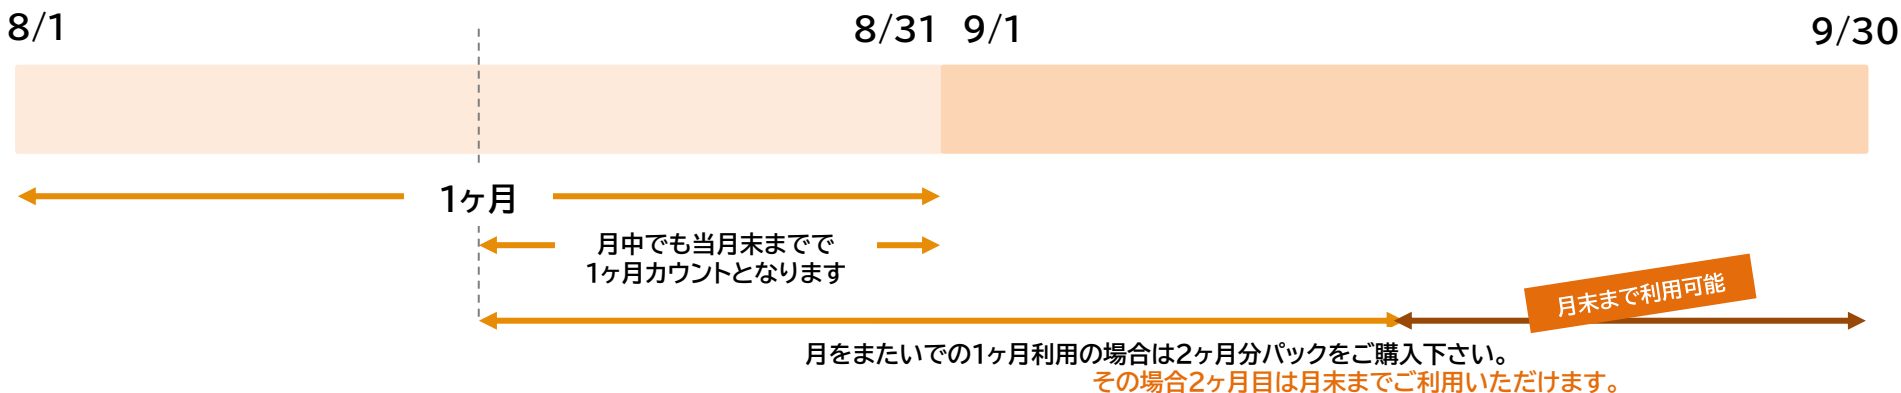 8/1
8/31
9/1
9/30
1ヶ月
月中でも当月末までで
1ヶ月カウントとなります
月末まで利用可能
月をまたいでの1ヶ月利用の場合は2ヶ月分パックをご購入下さい。
その場合2ヶ月目は月末までご利用いただけます。